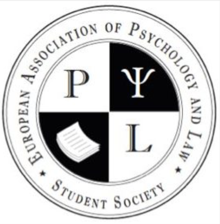 EUROPEAN ASSOCIATION OF PSYCHOLOGY AND LAW
P Ψ
L
STUDENT SOCIETY